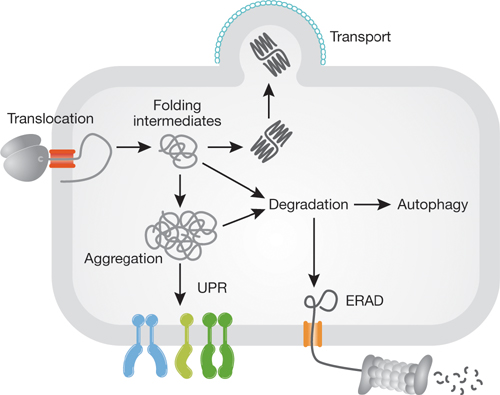 Transport
Folding
intermediates
Translocation
C
Degradation
Autophagy
Aggregation
UPR
ERAD